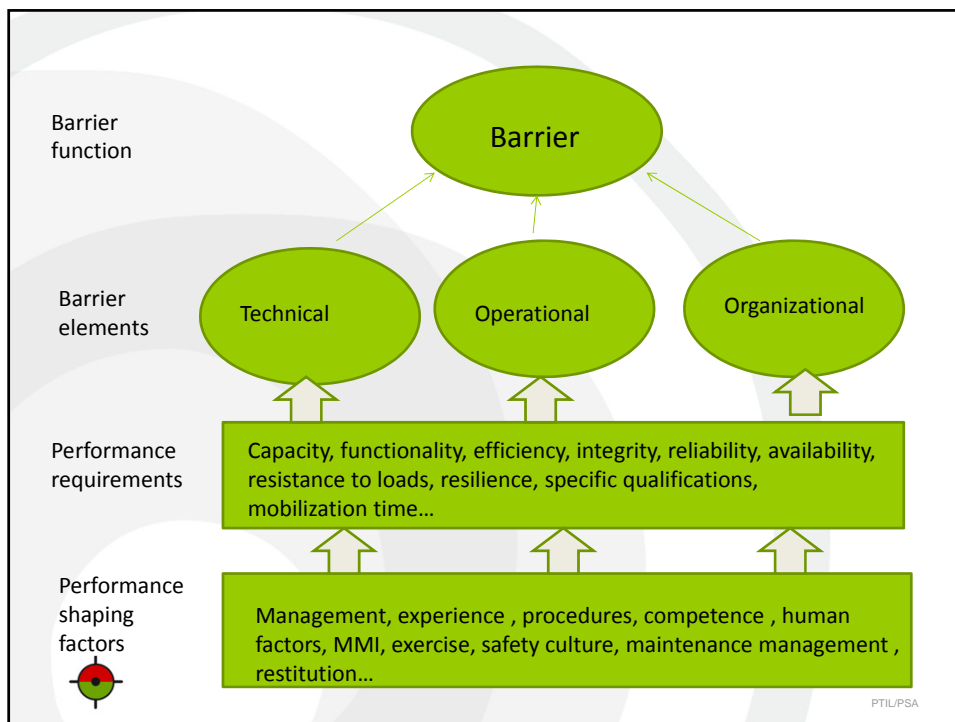 Barrier
function
Barrier
Barrier
elements
Technical
Operational
Organizational
Performance
requirements
Capacity, functionality, efficiency, integrity, reliability, availability,
resistance to loads, resilience, specific qualifications,
mobilization time…
Performance
shaping
factors
Management, experience , procedures, competence , human
factors, MMI, exercise, safety culture, maintenance management ,
restitution…
PTIL/PSA